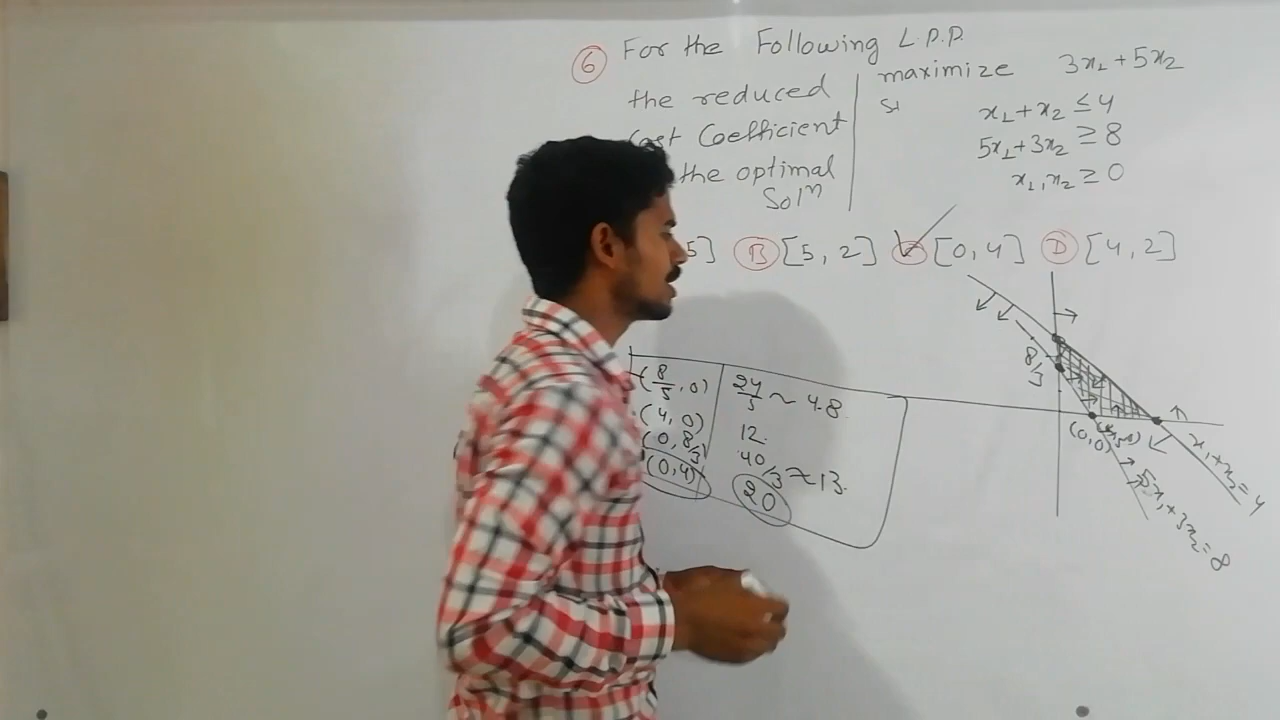 6 For the Following L.P.P.
the reduced
Cost Coefficient
the optimal
Solⁿ
maximize 3x₁+5x₂
St x₁+x₂ ≤ 4
5x₁+3x₂ ≥ 8
x₁,x₂ ≥ 0
5] B [5, 2] [0, 4] D [4, 2]
(8/5, 0) 24/5 ~ 4.8
(4, 0) 12.
(0, 8/3) 40/3 ≈ 13.
(0,4) 20
8/3
(0,0)
x₁+x₂=4
5x₁+3x₂=8